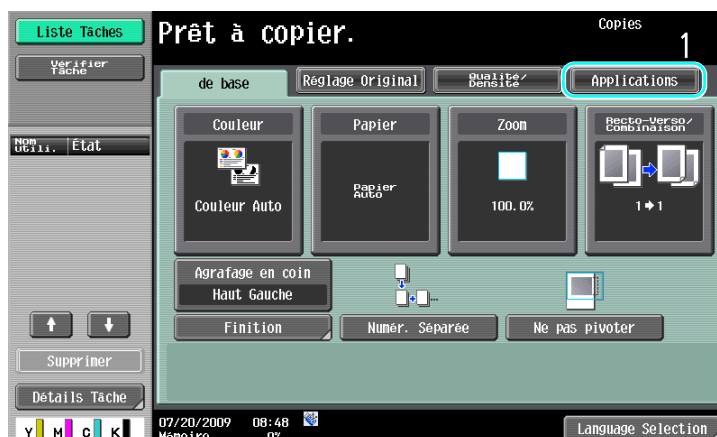 Liste Tâches
Vérifier
Tâche
Nom
Utili.
État
Supprimer
Détails Tâche
Y M C K
Prêt à copier.
Copies
1
de base
Réglage Original
Qualité/
Densité
Applications
Couleur
Couleur Auto
Papier
Papier
Auto
Zoom
100.0%
Recto-Verso/
Combinaison
1 → 1
Agrafage en coin
Haut Gauche
Finition
Numér. Séparée
Ne pas pivoter
07/20/2009 08:48
Mémoire 0%
Language Selection